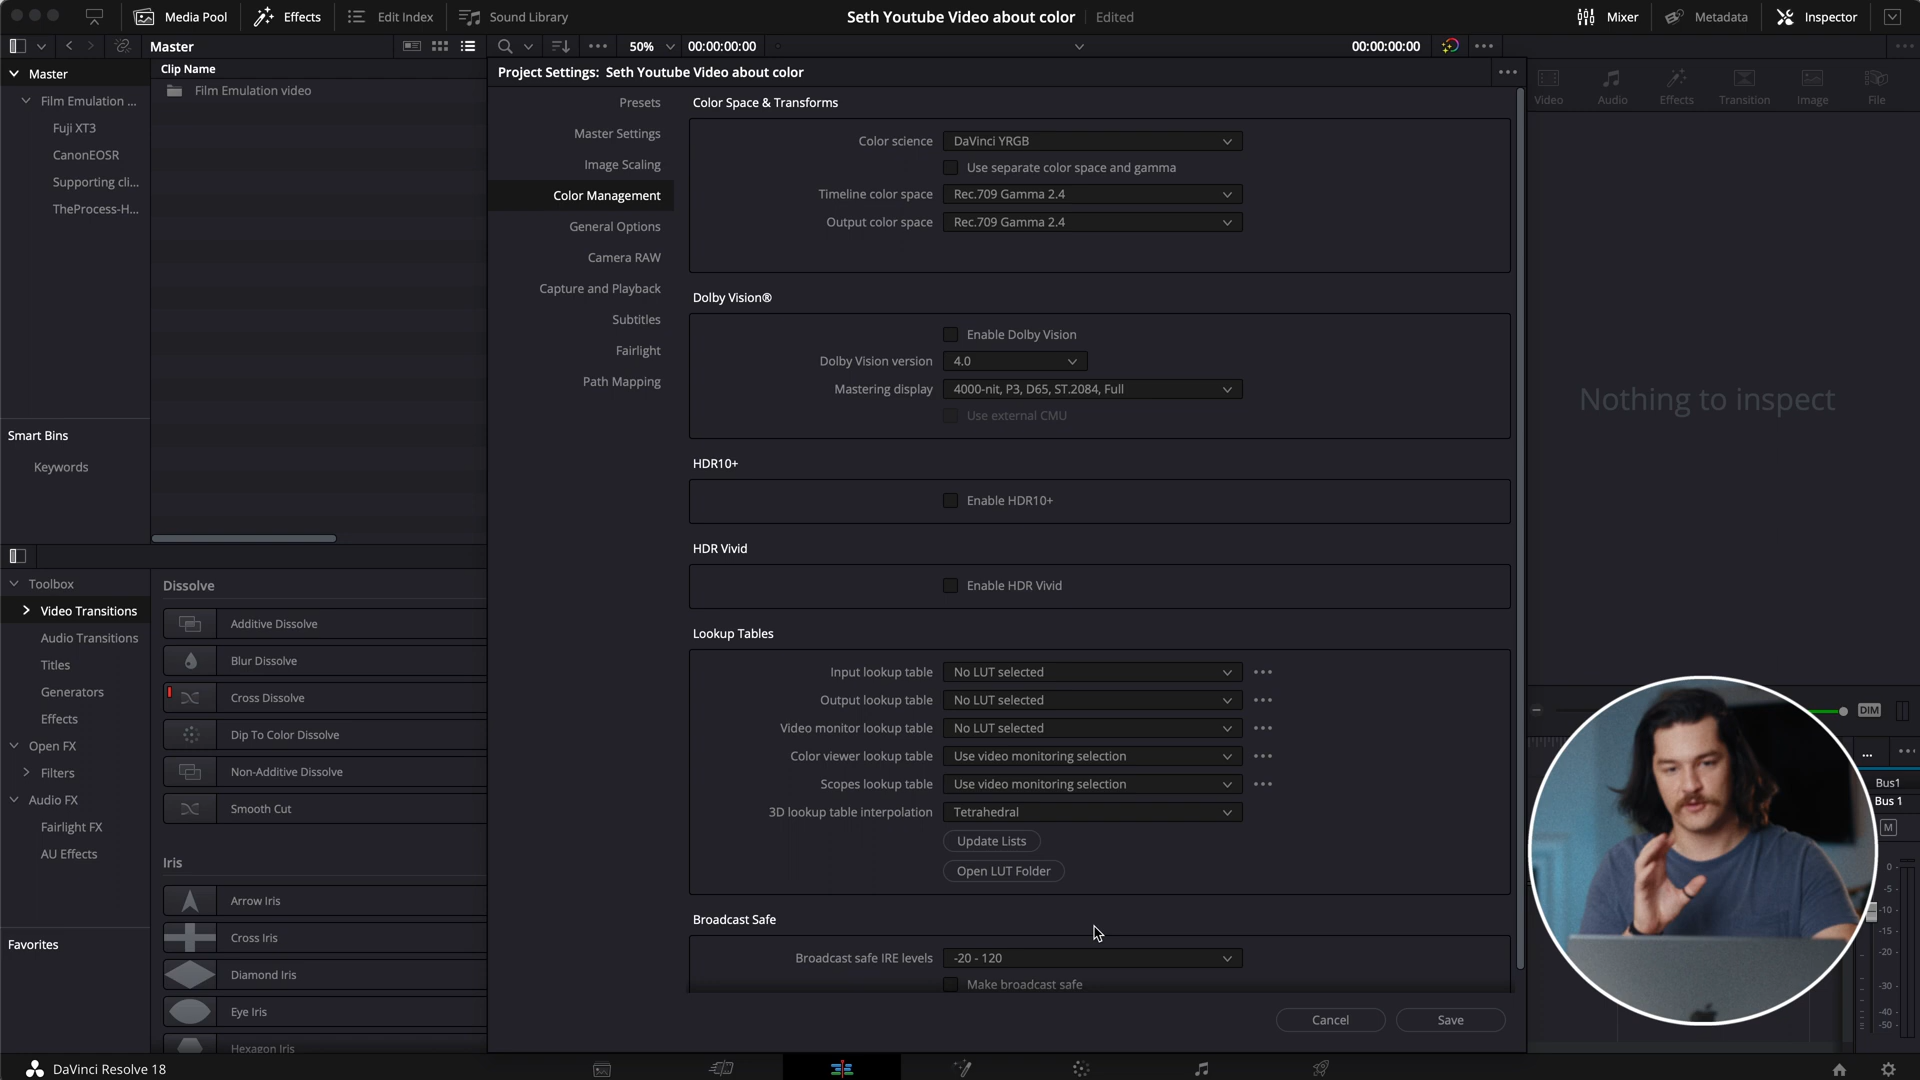 Media Pool
Effects
Edit Index
Sound Library
Seth Youtube Video about color
Edited
Mixer
Metadata
Inspector
Master
50%
00:00:00:00
00:00:00:00
Master
Film Emulation ...
Fuji XT3
CanonEOSR
Supporting cli...
TheProcess-H...
Smart Bins
Keywords
Clip Name
Film Emulation video
Toolbox
Video Transitions
Audio Transitions
Titles
Generators
Effects
Open FX
Filters
Audio FX
Fairlight FX
AU Effects
Favorites
Dissolve
Additive Dissolve
Blur Dissolve
Cross Dissolve
Dip To Color Dissolve
Non-Additive Dissolve
Smooth Cut
Iris
Arrow Iris
Cross Iris
Diamond Iris
Eye Iris
Hexagon Iris
Project Settings: Seth Youtube Video about color
Presets
Master Settings
Image Scaling
Color Management
General Options
Camera RAW
Capture and Playback
Subtitles
Fairlight
Path Mapping
Color Space & Transforms
Color science DaVinci YRGB
Use separate color space and gamma
Timeline color space Rec.709 Gamma 2.4
Output color space Rec.709 Gamma 2.4
Dolby Vision®
Enable Dolby Vision
Dolby Vision version 4.0
Mastering display 4000-nit, P3, D65, ST.2084, Full
Use external CMU
HDR10+
Enable HDR10+
HDR Vivid
Enable HDR Vivid
Lookup Tables
Input lookup table No LUT selected
Output lookup table No LUT selected
Video monitor lookup table No LUT selected
Color viewer lookup table Use video monitoring selection
Scopes lookup table Use video monitoring selection
3D lookup table interpolation Tetrahedral
Update Lists
Open LUT Folder
Broadcast Safe
Broadcast safe IRE levels -20 - 120
Make broadcast safe
Cancel
Save
Video
Audio
Effects
Transition
Image
File
Nothing to inspect
DIM
Bus1
Bus 1
M
0
-5
-10
-15
-20
-30
-40
-50
DaVinci Resolve 18